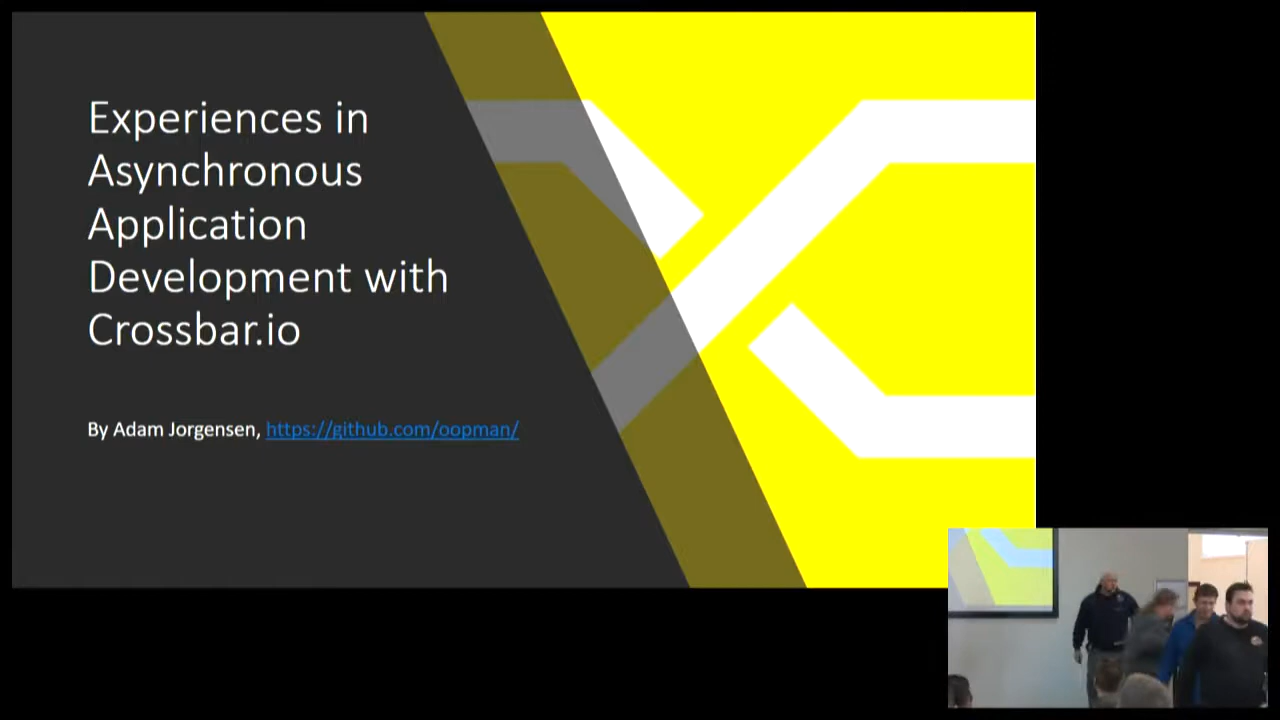 Experiences in
Asynchronous
Application
Development with
Crossbar.io
By Adam Jorgensen, https://github.com/oopman/